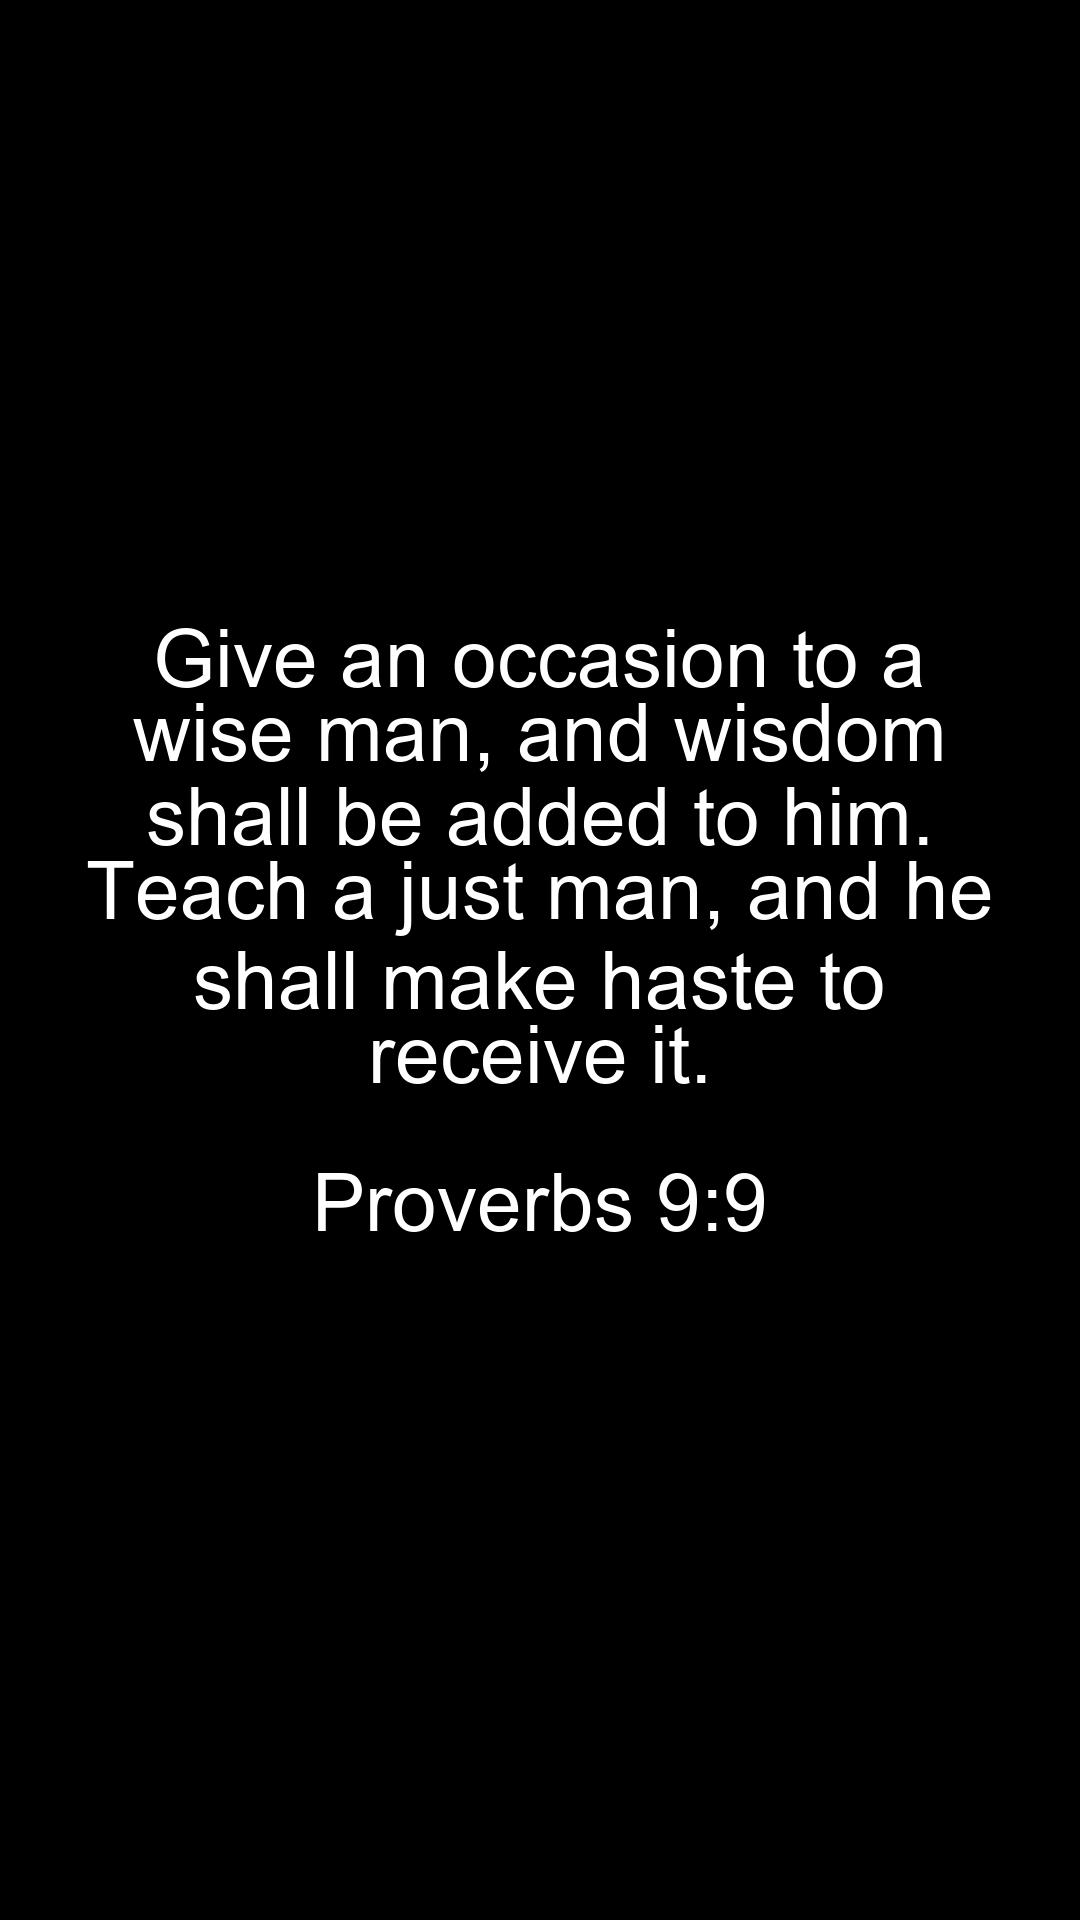 Give an occasion to a
wise man, and wisdom
shall be added to him.
Teach a just man, and he
shall make haste to
receive it.
Proverbs 9:9